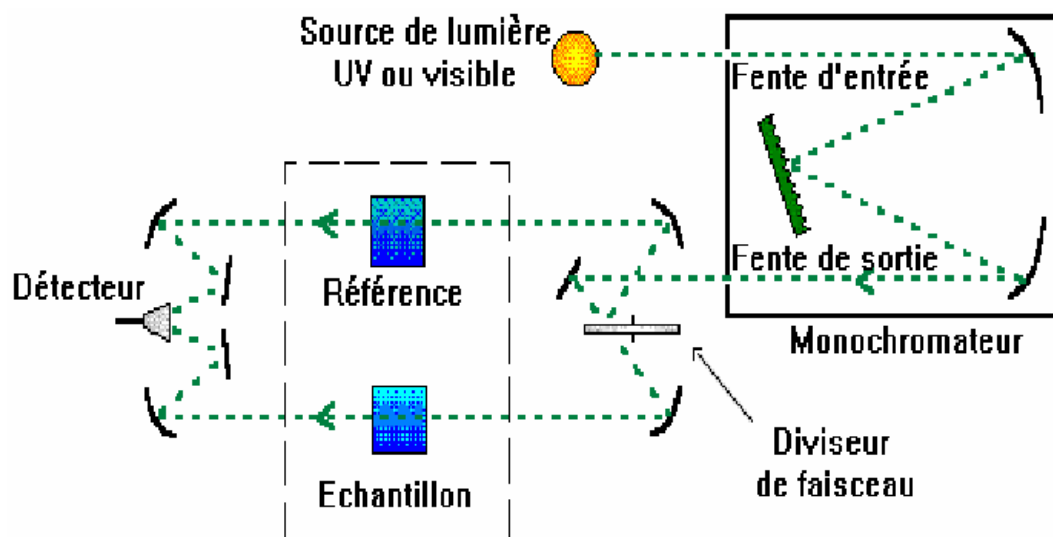 Source de lumière
UV ou visible
Fente d'entrée
Fente de sortie
Monochromateur
Détecteur
Référence
Echantillon
Diviseur
de faisceau